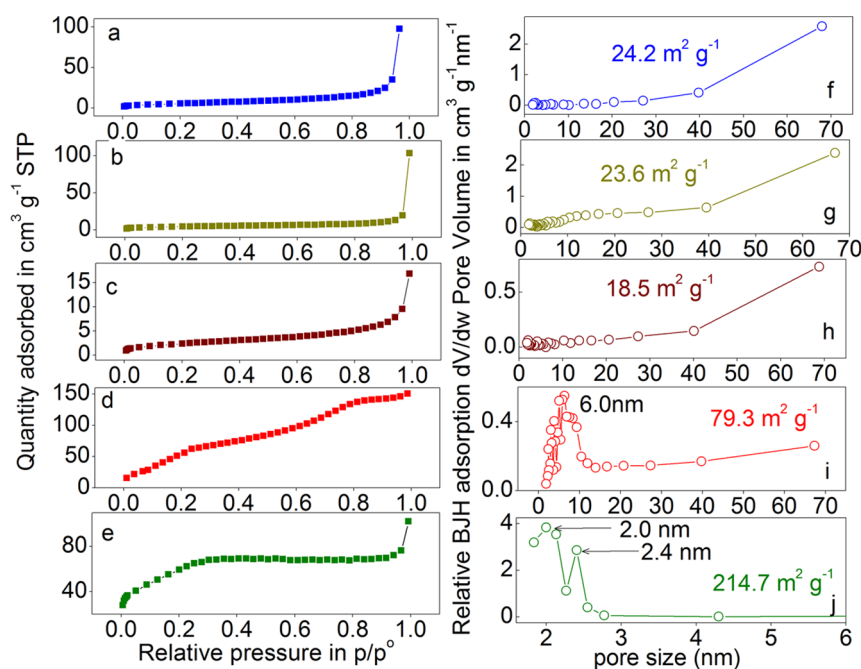 Quantity adsorbed in cm³ g⁻¹ STP
a
100
50
0
0.0 0.2 0.4 0.6 0.8 1.0
b
100
50
0
0.0 0.2 0.4 0.6 0.8 1.0
c
15
10
5
0
0.0 0.2 0.4 0.6 0.8 1.0
d
150
100
50
0
0.0 0.2 0.4 0.6 0.8 1.0
e
80
40
0.0 0.2 0.4 0.6 0.8 1.0
Relative pressure in p/p°
Relative BJH adsorption dV/dw Pore Volume in cm³ g⁻¹nm⁻¹
2
1
0
24.2 m² g⁻¹
f
0 10 20 30 40 50 60 70
2
1
0
23.6 m² g⁻¹
g
0 10 20 30 40 50 60 70
0.5
0.0
18.5 m² g⁻¹
h
0 10 20 30 40 50 60 70
0.4
0.0
6.0nm
79.3 m² g⁻¹
i
0 10 20 30 40 50 60 70
4
2
0
2.0 nm
2.4 nm
214.7 m² g⁻¹
j
2 3 4 5 6
pore size (nm)